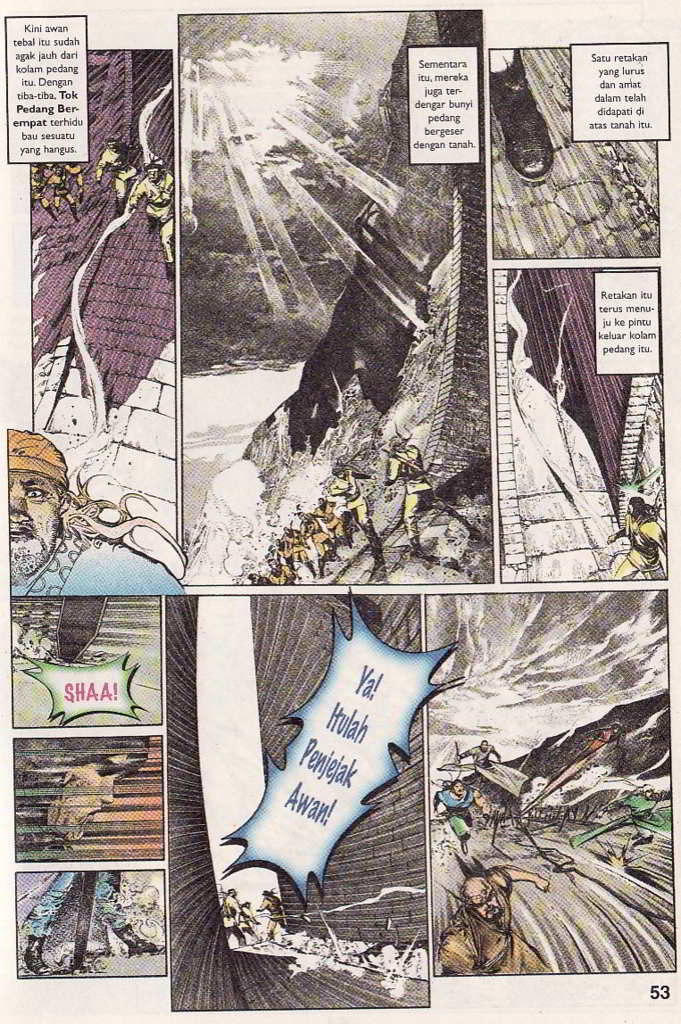 Kini awan
tebal itu sudah
agak jauh dari
kolam pedang
itu. Dengan
tiba-tiba, Tok
Pedang Ber-
empat terhidu
bau sesuatu
yang hangus.
Sementara
itu, mereka
juga ter-
dengar bunyi
pedang
bergeser
dengan tanah.
Satu retakan
yang lurus
dan amat
dalam telah
didapati di
atas tanah itu.
Retakan itu
terus menu-
ju ke pintu
keluar kolam
pedang itu.
SHAA!
Ya!
Itulah
Penjejak
Awan!
53